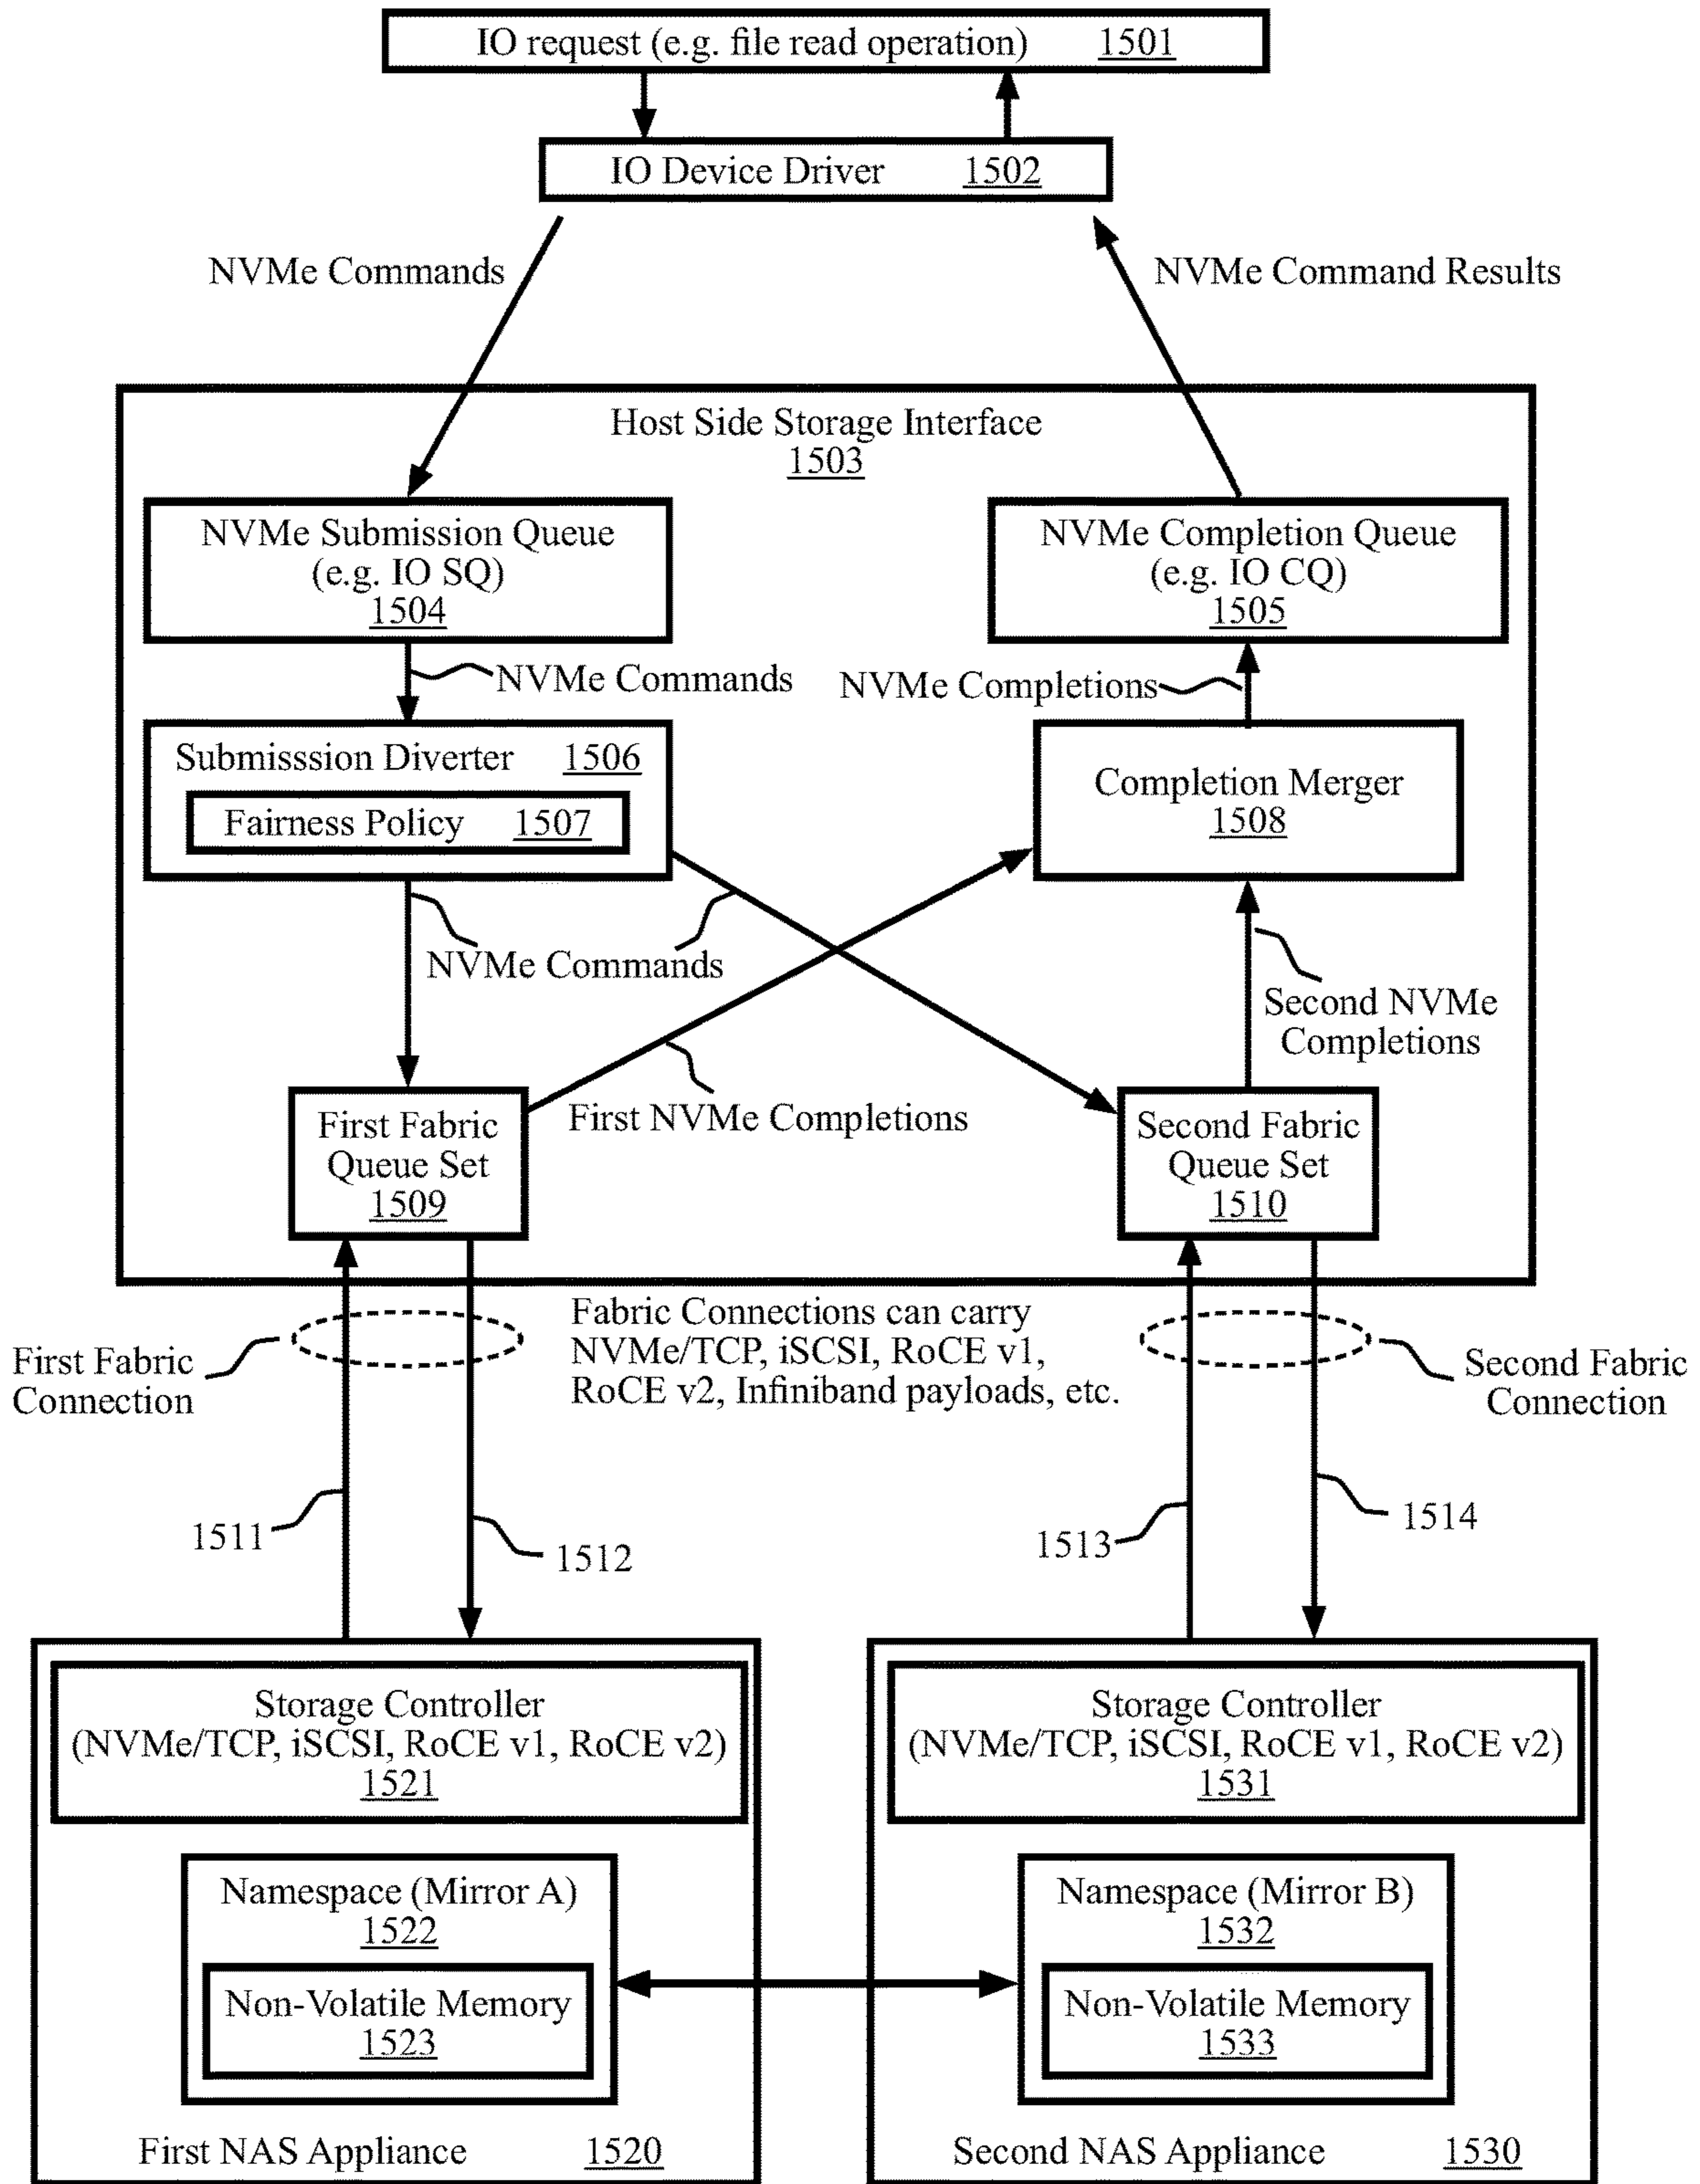 IO request (e.g. file read operation) 1501
IO Device Driver 1502
NVMe Commands
NVMe Command Results
Host Side Storage Interface
1503
NVMe Submission Queue
(e.g. IO SQ)
1504
NVMe Completion Queue
(e.g. IO CQ)
1505
NVMe Commands
NVMe Completions
Submisssion Diverter 1506
Fairness Policy 1507
Completion Merger
1508
NVMe Commands
Second NVMe
Completions
First NVMe Completions
First Fabric
Queue Set
1509
Second Fabric
Queue Set
1510
First Fabric
Connection
Fabric Connections can carry
NVMe/TCP, iSCSI, RoCE v1,
RoCE v2, Infiniband payloads, etc.
Second Fabric
Connection
1511
1512
1513
1514
Storage Controller
(NVMe/TCP, iSCSI, RoCE v1, RoCE v2)
1521
Namespace (Mirror A)
1522
Non-Volatile Memory
1523
First NAS Appliance 1520
Storage Controller
(NVMe/TCP, iSCSI, RoCE v1, RoCE v2)
1531
Namespace (Mirror B)
1532
Non-Volatile Memory
1533
Second NAS Appliance 1530